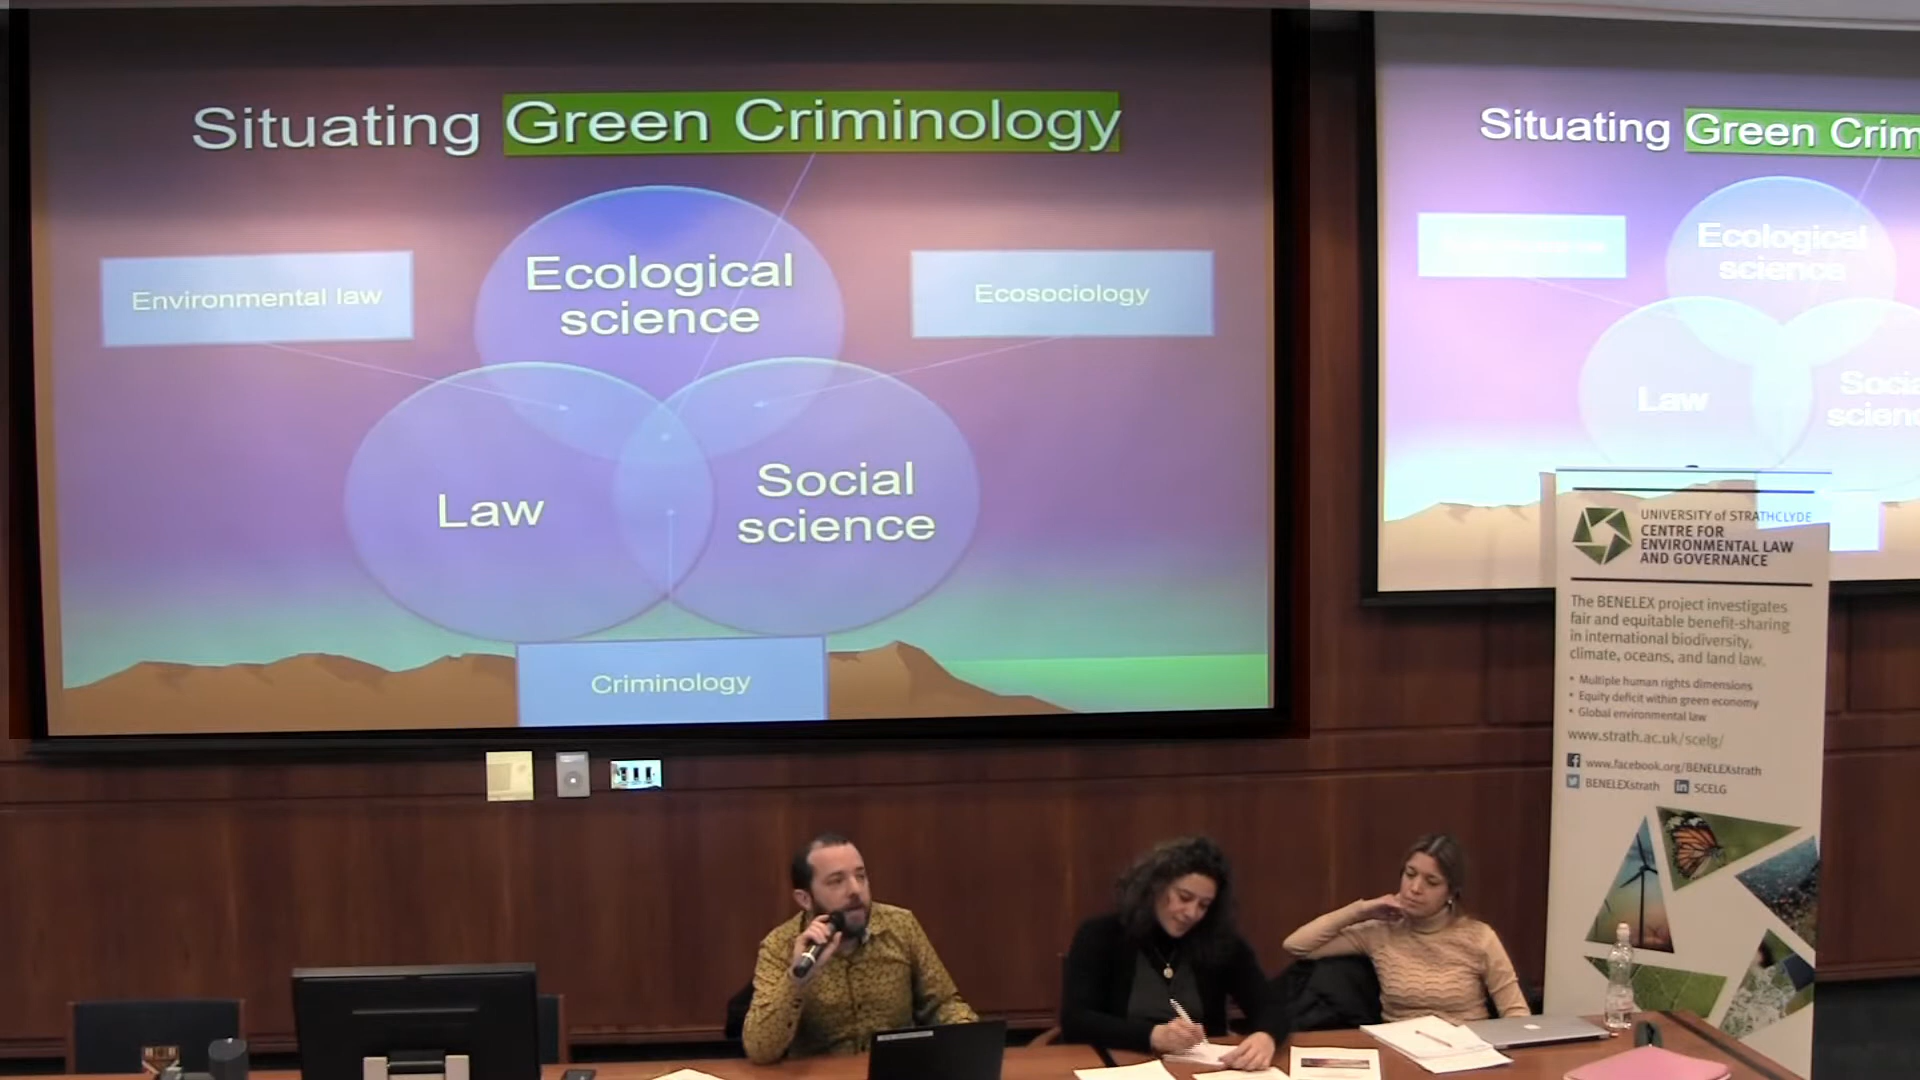 Situating Green Criminology
Environmental law
Ecological
science
Ecosociology
Law
Social
science
Criminology
Situating Green Crim
Ecological
science
Law
Socia
scienc
UNIVERSITY of STRATHCLYDE
CENTRE FOR
ENVIRONMENTAL LAW
AND GOVERNANCE
The BENELEX project investigates
fair and equitable benefit-sharing
in international biodiversity,
climate, oceans, and land law.
• Multiple human rights dimensions
• Equity deficit within green economy
• Global environmental law
www.strath.ac.uk/scelg/
www.facebook.org/BENELEXstrath
BENELEXstrath in SCELG